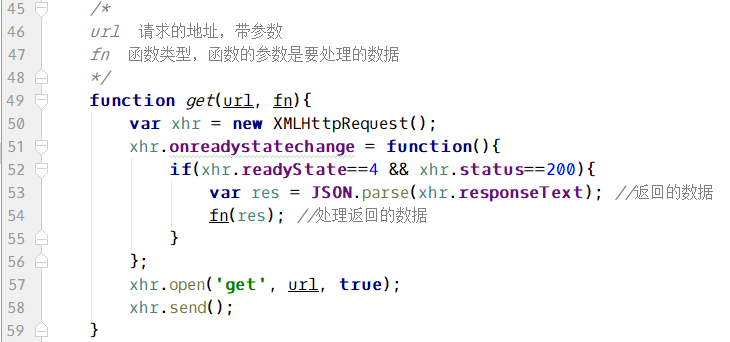 45 /*
46 url 请求的地址，带参数
47 fn 函数类型，函数的参数是要处理的数据
48 */
49 function get(url, fn){
50 var xhr = new XMLHttpRequest();
51 xhr.onreadystatechange = function(){
52 if(xhr.readyState==4 && xhr.status==200){
53 var res = JSON.parse(xhr.responseText); //返回的数据
54 fn(res); //处理返回的数据
55 }
56 };
57 xhr.open('get', url, true);
58 xhr.send();
59 }